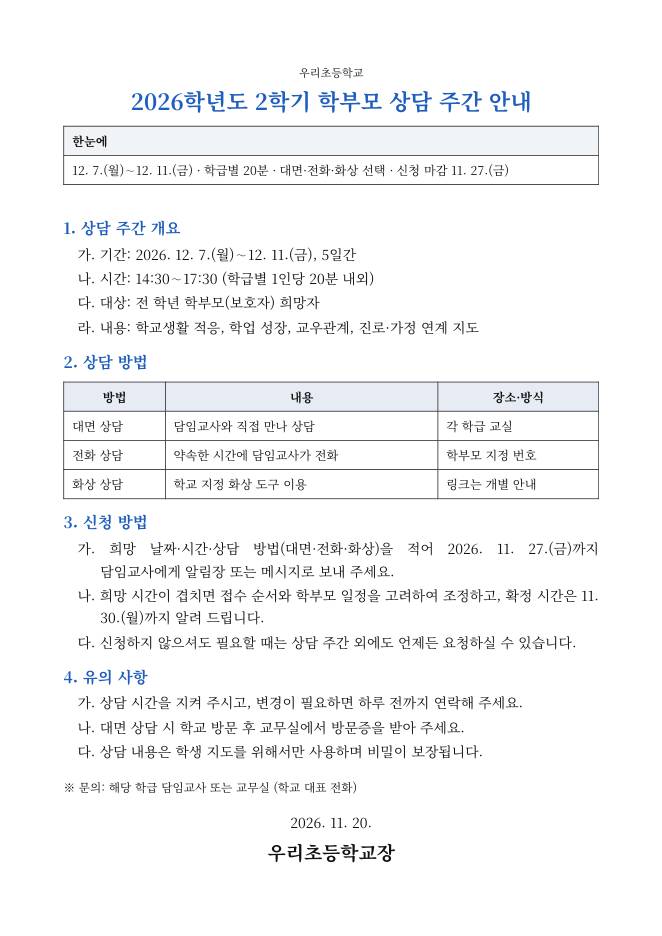 우리초등학교
2026학년도 2학기 학부모 상담 주간 안내
한눈에
12. 7.(월)~12. 11.(금) · 학급별 20분 · 대면·전화·화상 선택 · 신청 마감 11. 27.(금)
1. 상담 주간 개요
가. 기간: 2026. 12. 7.(월)~12. 11.(금), 5일간
나. 시간: 14:30~17:30 (학급별 1인당 20분 내외)
다. 대상: 전 학년 학부모(보호자) 희망자
라. 내용: 학교생활 적응, 학업 성장, 교우관계, 진로·가정 연계 지도
2. 상담 방법
방법 내용 장소·방식
대면 상담 담임교사와 직접 만나 상담 각 학급 교실
전화 상담 약속한 시간에 담임교사가 전화 학부모 지정 번호
화상 상담 학교 지정 화상 도구 이용 링크는 개별 안내
3. 신청 방법
가. 희망 날짜·시간·상담 방법(대면·전화·화상)을 적어 2026. 11. 27.(금)까지
담임교사에게 알림장 또는 메시지로 보내 주세요.
나. 희망 시간이 겹치면 접수 순서와 학부모 일정을 고려하여 조정하고, 확정 시간은 11.
30.(월)까지 알려 드립니다.
다. 신청하지 않으셔도 필요할 때는 상담 주간 외에도 언제든 요청하실 수 있습니다.
4. 유의 사항
가. 상담 시간을 지켜 주시고, 변경이 필요하면 하루 전까지 연락해 주세요.
나. 대면 상담 시 학교 방문 후 교무실에서 방문증을 받아 주세요.
다. 상담 내용은 학생 지도를 위해서만 사용하며 비밀이 보장됩니다.
※ 문의: 해당 학급 담임교사 또는 교무실 (학교 대표 전화)
2026. 11. 20.
우리초등학교장